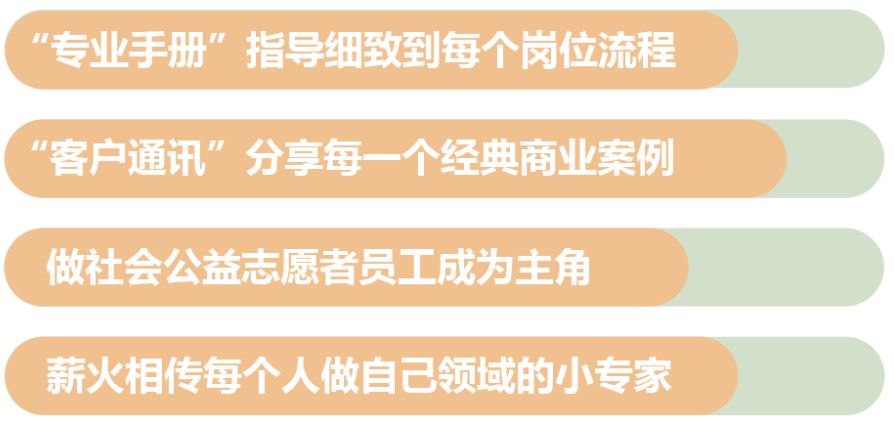 “专业手册”指导细致到每个岗位流程
“客户通讯”分享每一个经典商业案例
做社会公益志愿者员工成为主角
薪火相传每个人做自己领域的小专家